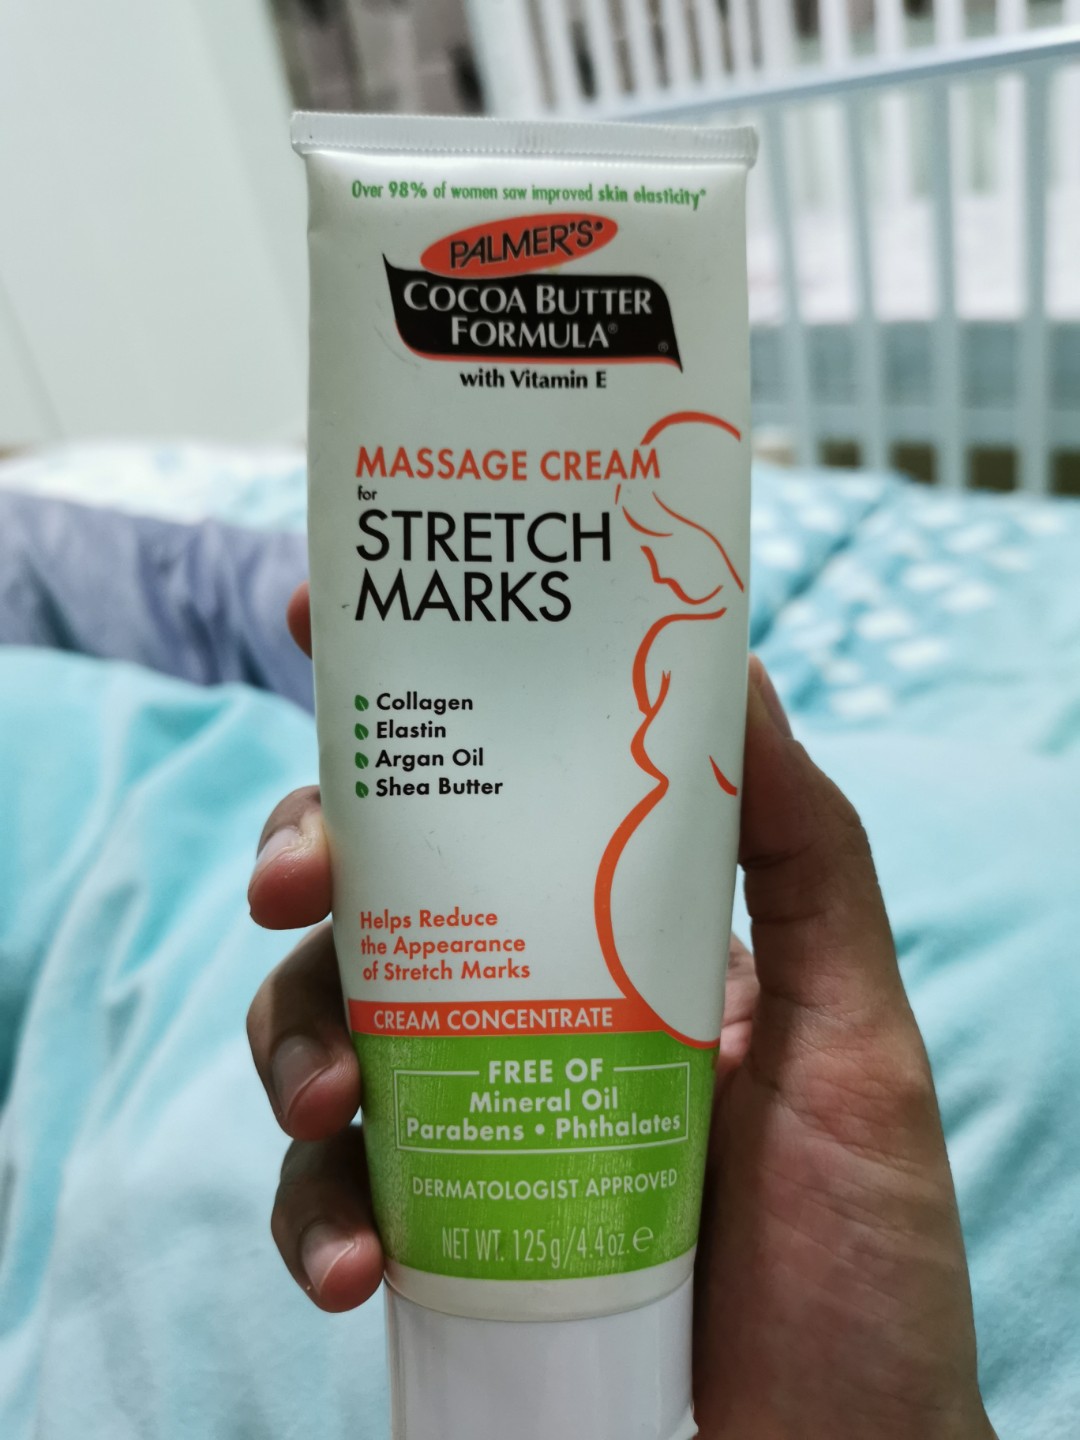 Over 98% of women saw improved skin elasticity*
PALMER'S®
COCOA BUTTER
FORMULA®
®
with Vitamin E
MASSAGE CREAM
for
STRETCH
MARKS
Collagen
Elastin
Argan Oil
Shea Butter
Helps Reduce
the Appearance
of Stretch Marks
CREAM CONCENTRATE
FREE OF
Mineral Oil
Parabens • Phthalates
DERMATOLOGIST APPROVED
NET WT. 125g/4.4oz. ℮